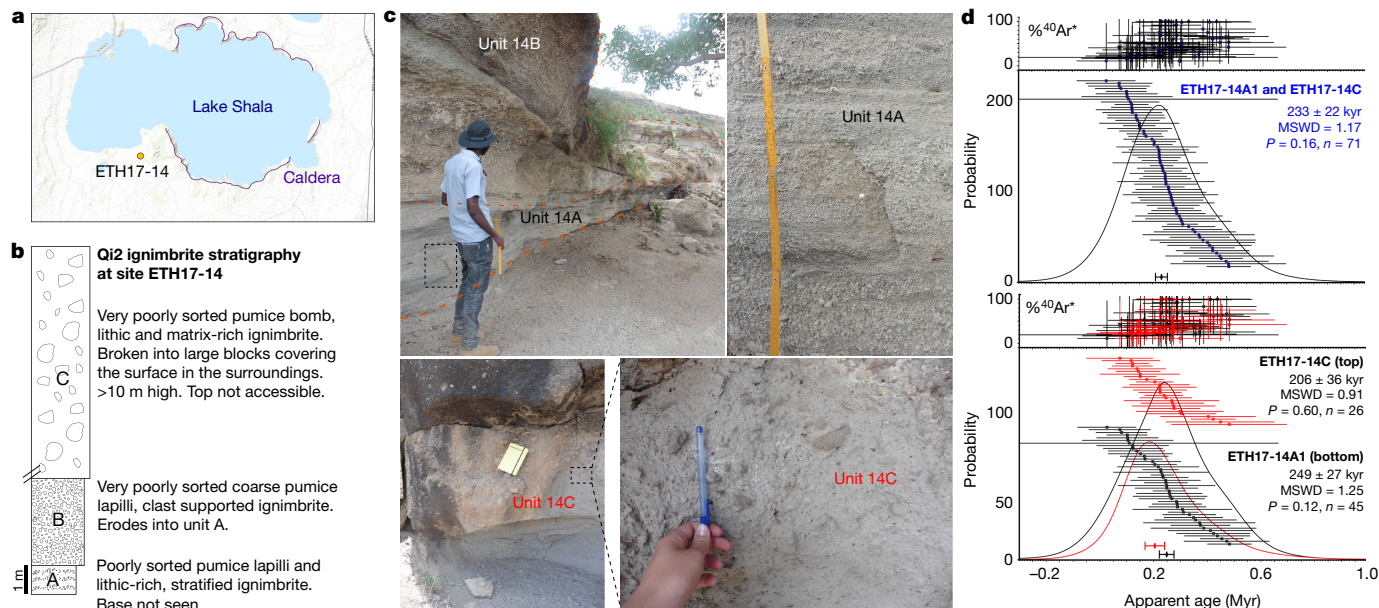 a
Lake Shala
ETH17-14
Caldera
b
Qi2 ignimbrite stratigraphy
at site ETH17-14
C
Very poorly sorted pumice bomb,
lithic and matrix-rich ignimbrite.
Broken into large blocks covering
the surface in the surroundings.
>10 m high. Top not accessible.
B
Very poorly sorted coarse pumice
lapilli, clast supported ignimbrite.
Erodes into unit A.
A
1 m
Poorly sorted pumice lapilli and
lithic-rich, stratified ignimbrite.
Base not seen
c
Unit 14B
Unit 14A
Unit 14A
Unit 14C
Unit 14C
d
100
%⁴⁰Ar*
0
200
ETH17-14A1 and ETH17-14C
233 ± 22 kyr
MSWD = 1.17
P = 0.16, n = 71
Probability
100
0
100
%⁴⁰Ar*
0
ETH17-14C (top)
206 ± 36 kyr
MSWD = 0.91
P = 0.60, n = 26
100
Probability
ETH17-14A1 (bottom)
249 ± 27 kyr
MSWD = 1.25
P = 0.12, n = 45
50
0
−0.2
0.2
0.6
1.0
Apparent age (Myr)